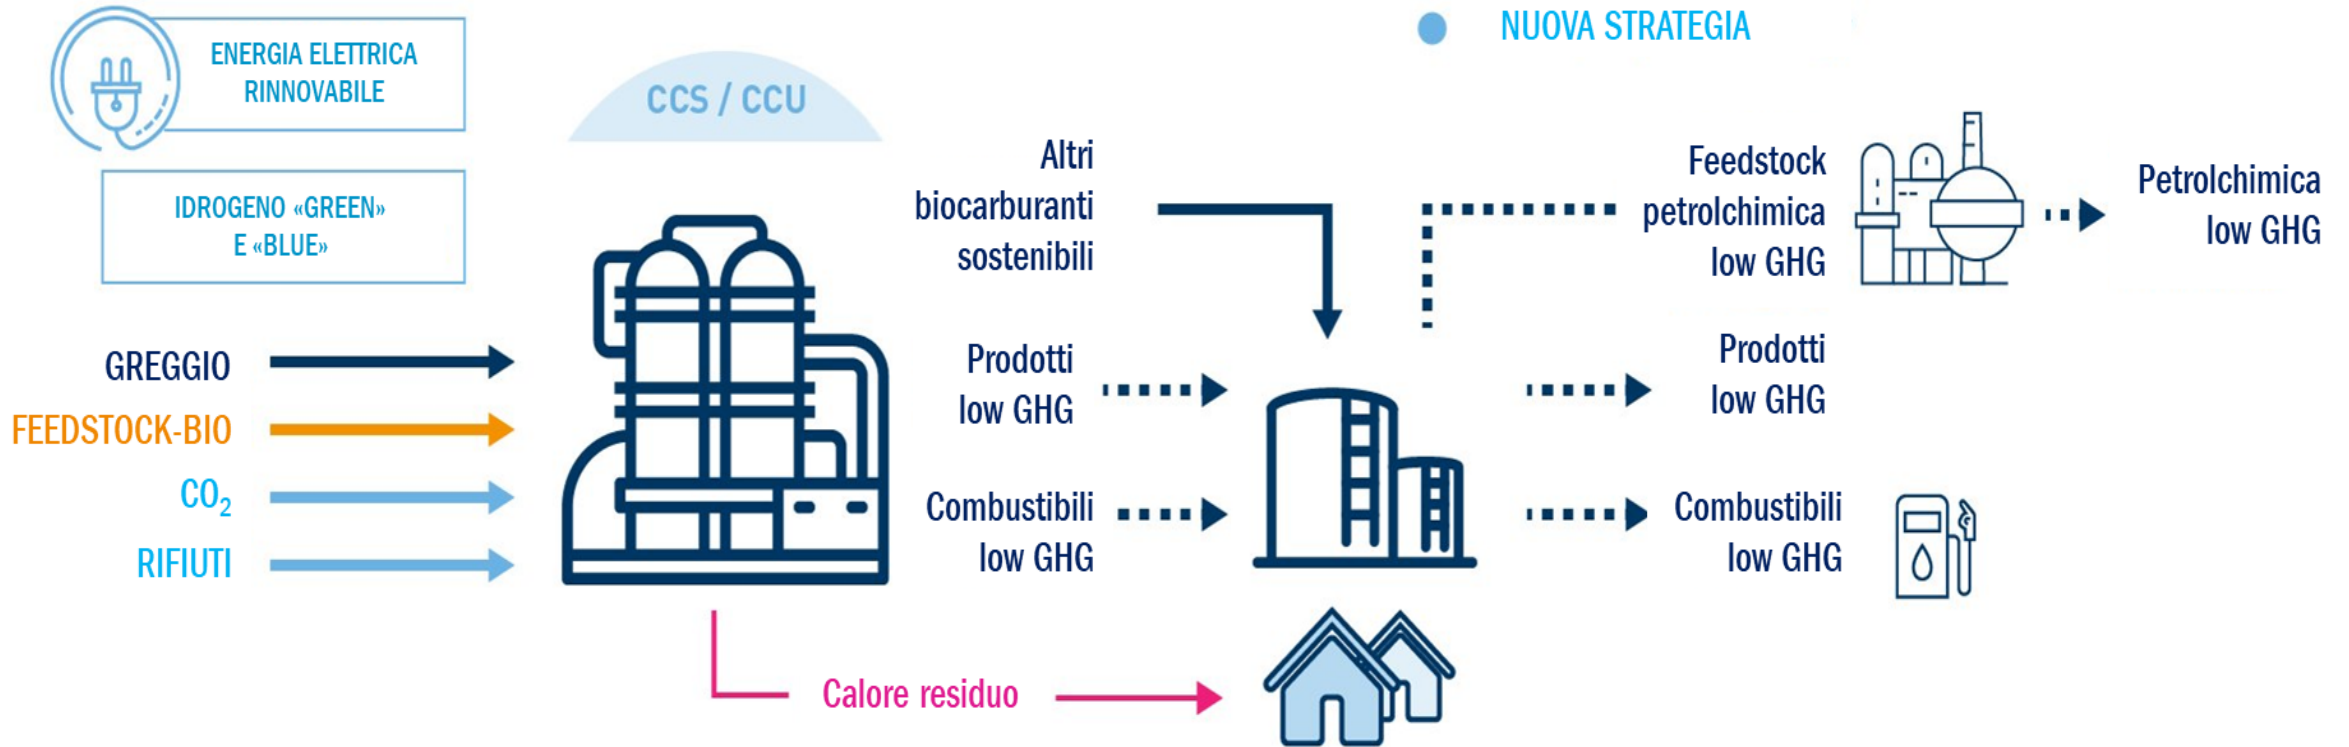 NUOVA STRATEGIA
ENERGIA ELETTRICA
RINNOVABILE
CCS / CCU
IDROGENO «GREEN»
E «BLUE»
GREGGIO
FEEDSTOCK-BIO
CO₂
RIFIUTI
Altri
biocarburanti
sostenibili
Prodotti
low GHG
Combustibili
low GHG
Calore residuo
Feedstock
petrolchimica
low GHG
Prodotti
low GHG
Combustibili
low GHG
Petrolchimica
low GHG